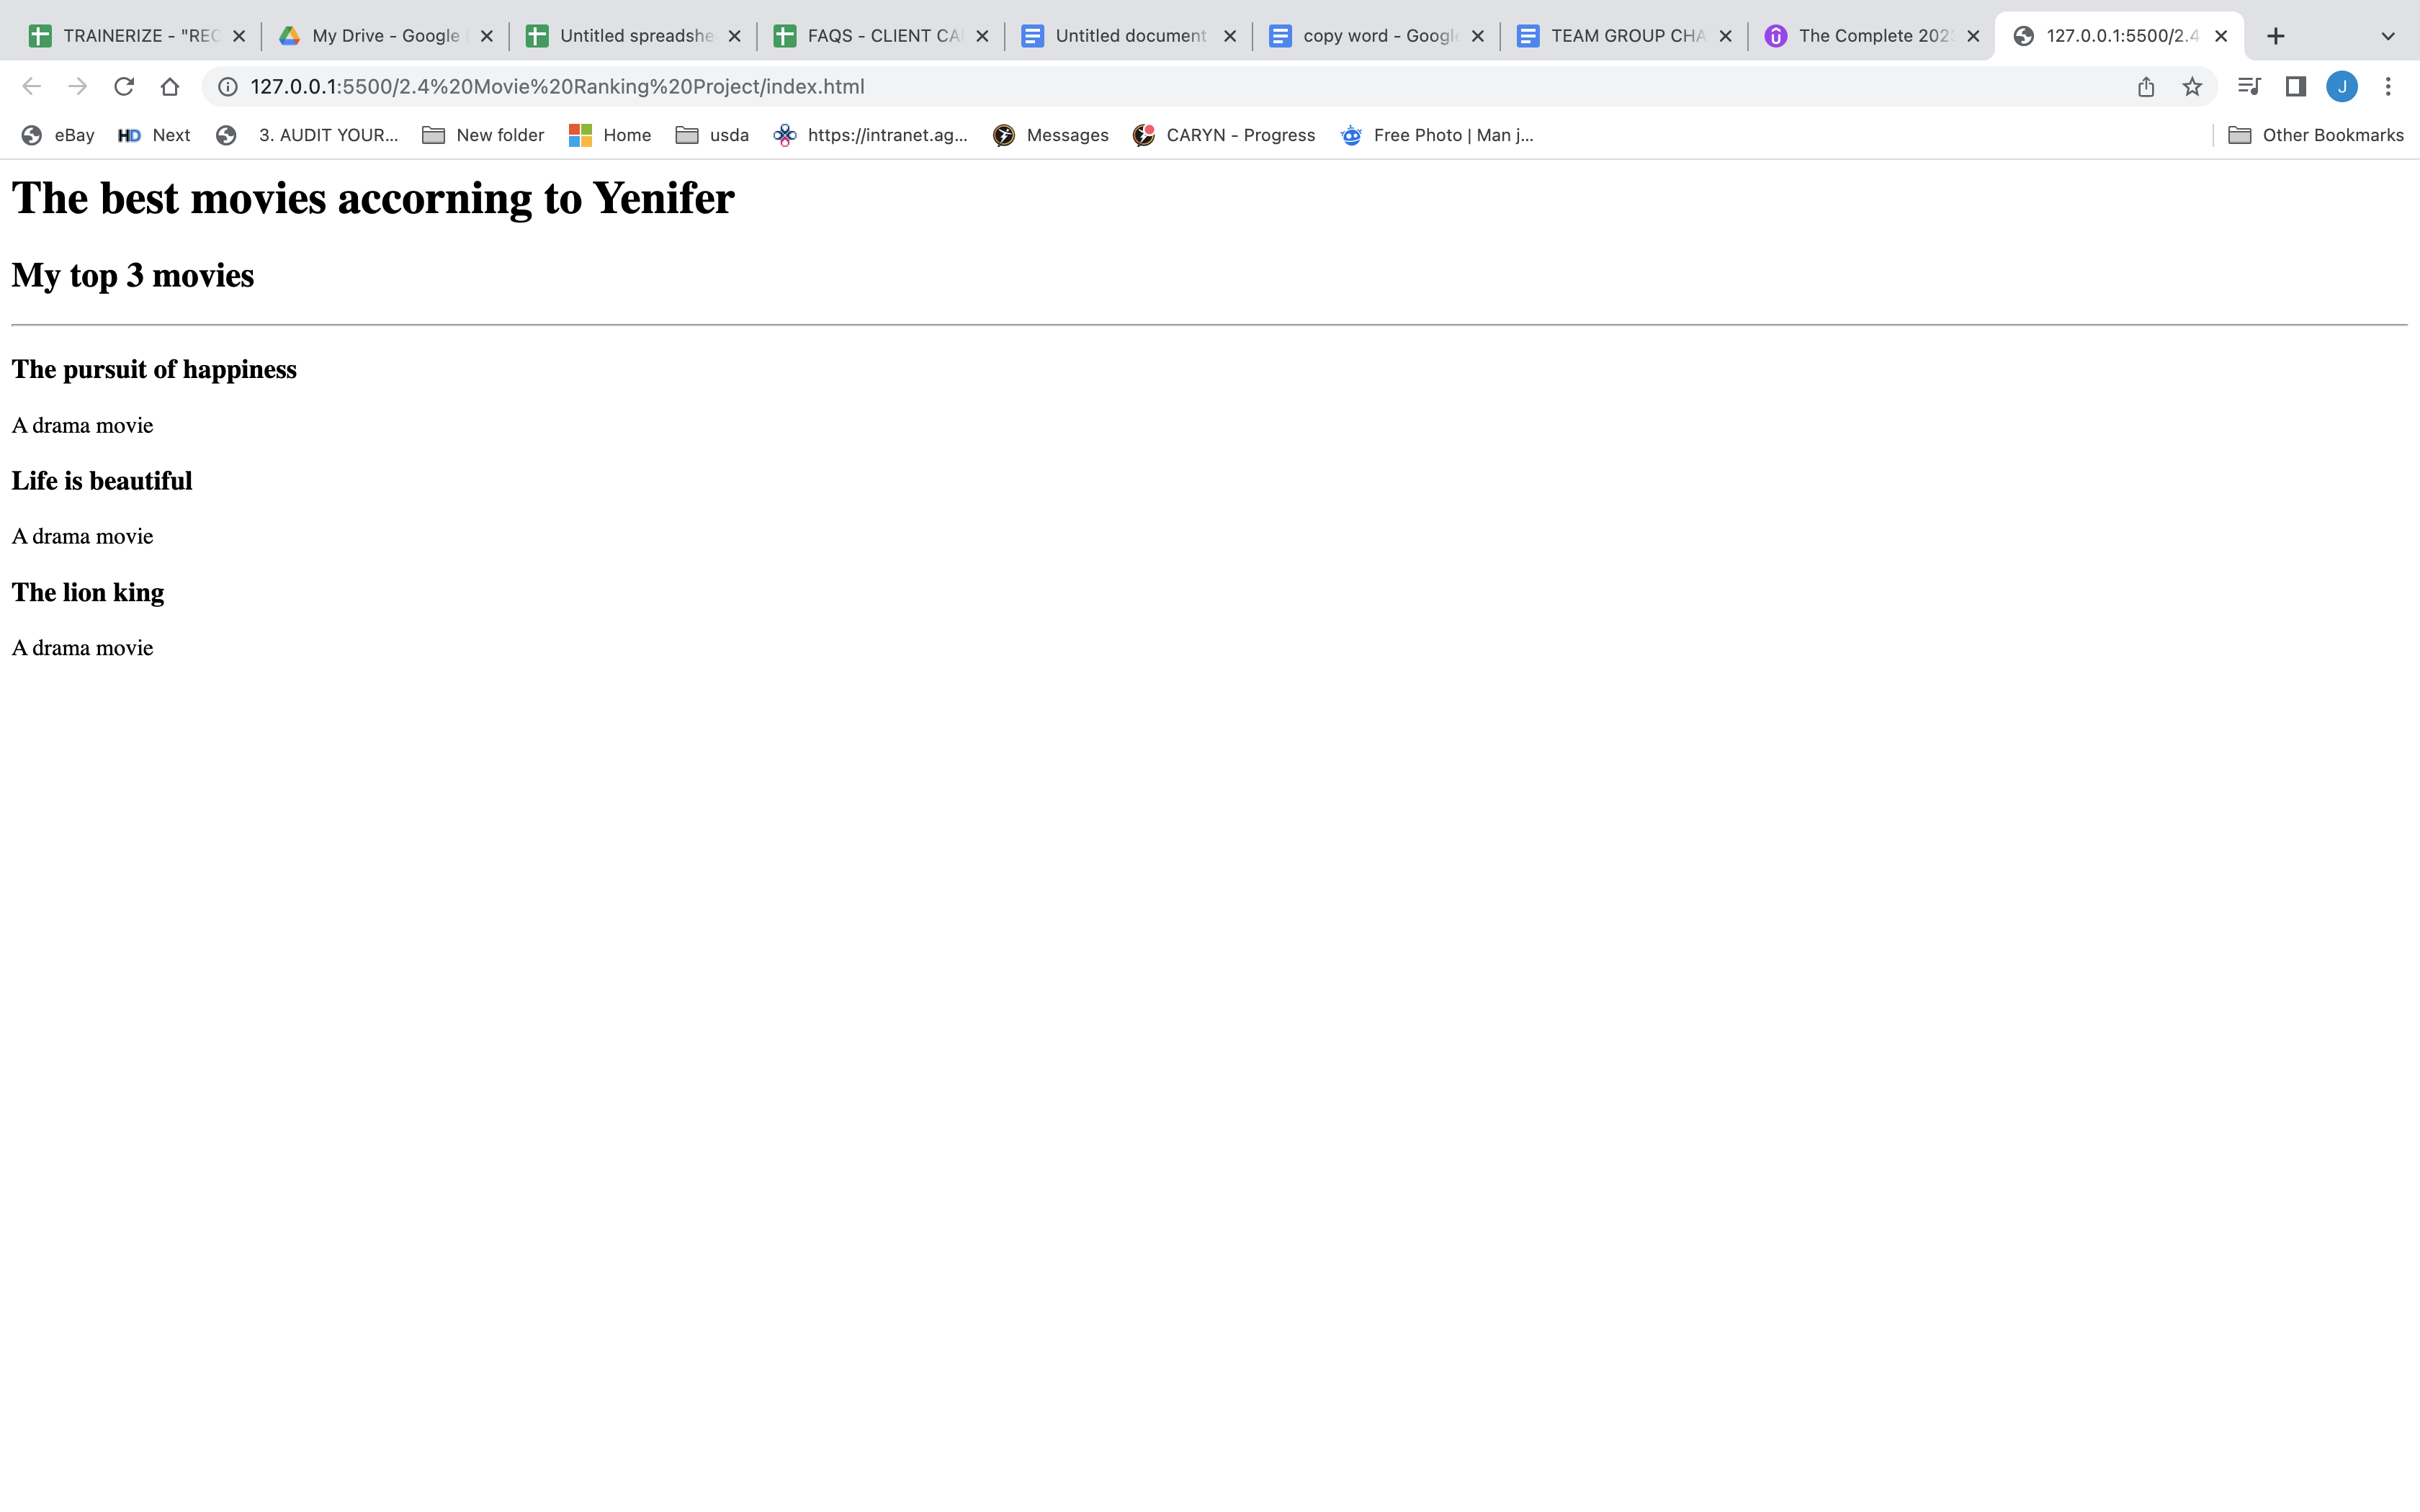 TRAINERIZE - "REC
My Drive - Google
Untitled spreadshe
FAQS - CLIENT CA
Untitled document
copy word - Google
TEAM GROUP CHA
The Complete 202
127.0.0.1:5500/2.4
127.0.0.1:5500/2.4%20Movie%20Ranking%20Project/index.html
J
eBay
HD Next
3. AUDIT YOUR...
New folder
Home
usda
https://intranet.ag...
Messages
CARYN - Progress
Free Photo | Man j...
Other Bookmarks
The best movies accorning to Yenifer
My top 3 movies
The pursuit of happiness
A drama movie
Life is beautiful
A drama movie
The lion king
A drama movie